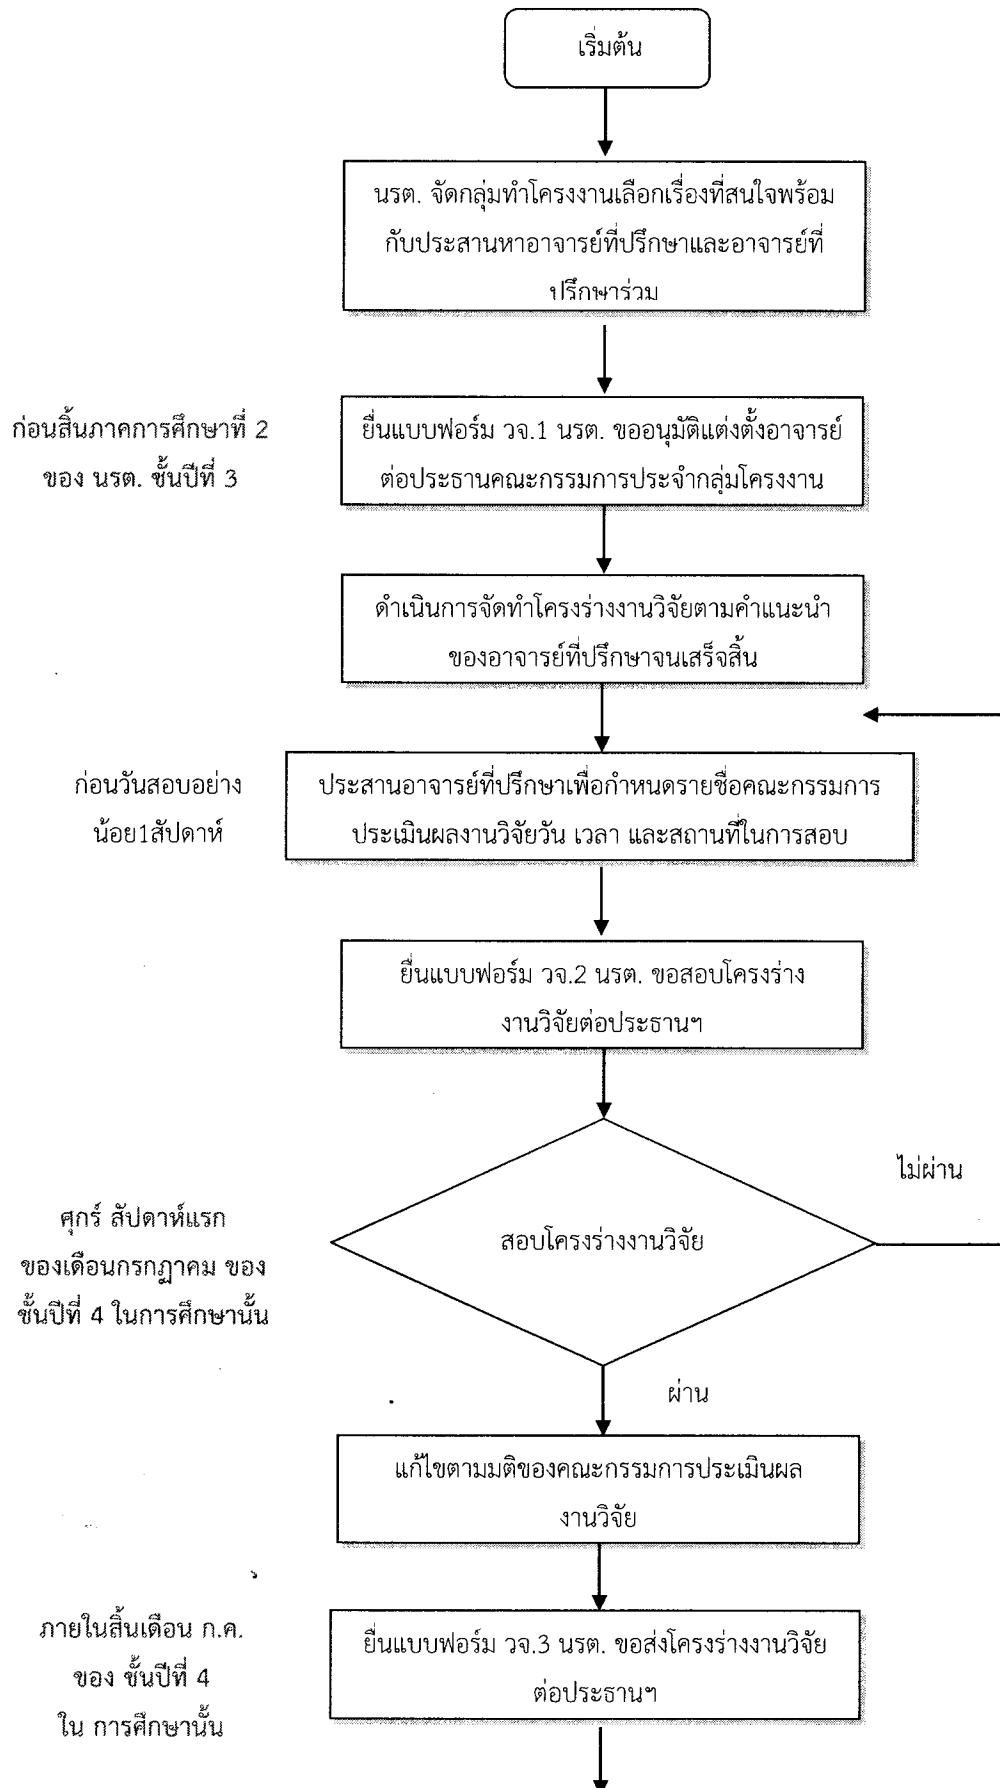 เริ่มต้น
นรต. จัดกลุ่มทำโครงงานเลือกเรื่องที่สนใจพร้อม
กับประสานหาอาจารย์ที่ปรึกษาและอาจารย์ที่
ปรึกษาร่วม
ก่อนสิ้นภาคการศึกษาที่ 2
ของ นรต. ชั้นปีที่ 3
ยื่นแบบฟอร์ม วจ.1 นรต. ขออนุมัติแต่งตั้งอาจารย์
ต่อประธานคณะกรรมการประจำกลุ่มโครงงาน
ดำเนินการจัดทำโครงร่างงานวิจัยตามคำแนะนำ
ของอาจารย์ที่ปรึกษาจนเสร็จสิ้น
ก่อนวันสอบอย่าง
น้อย1สัปดาห์
ประสานอาจารย์ที่ปรึกษาเพื่อกำหนดรายชื่อคณะกรรมการ
ประเมินผลงานวิจัยวัน เวลา และสถานที่ในการสอบ
ยื่นแบบฟอร์ม วจ.2 นรต. ขอสอบโครงร่าง
งานวิจัยต่อประธานฯ
ไม่ผ่าน
ศุกร์ สัปดาห์แรก
ของเดือนกรกฎาคม ของ
ชั้นปีที่ 4 ในการศึกษานั้น
สอบโครงร่างงานวิจัย
ผ่าน
แก้ไขตามมติของคณะกรรมการประเมินผล
งานวิจัย
ภายในสิ้นเดือน ก.ค.
ของ ชั้นปีที่ 4
ใน การศึกษานั้น
ยื่นแบบฟอร์ม วจ.3 นรต. ขอส่งโครงร่างงานวิจัย
ต่อประธานฯ